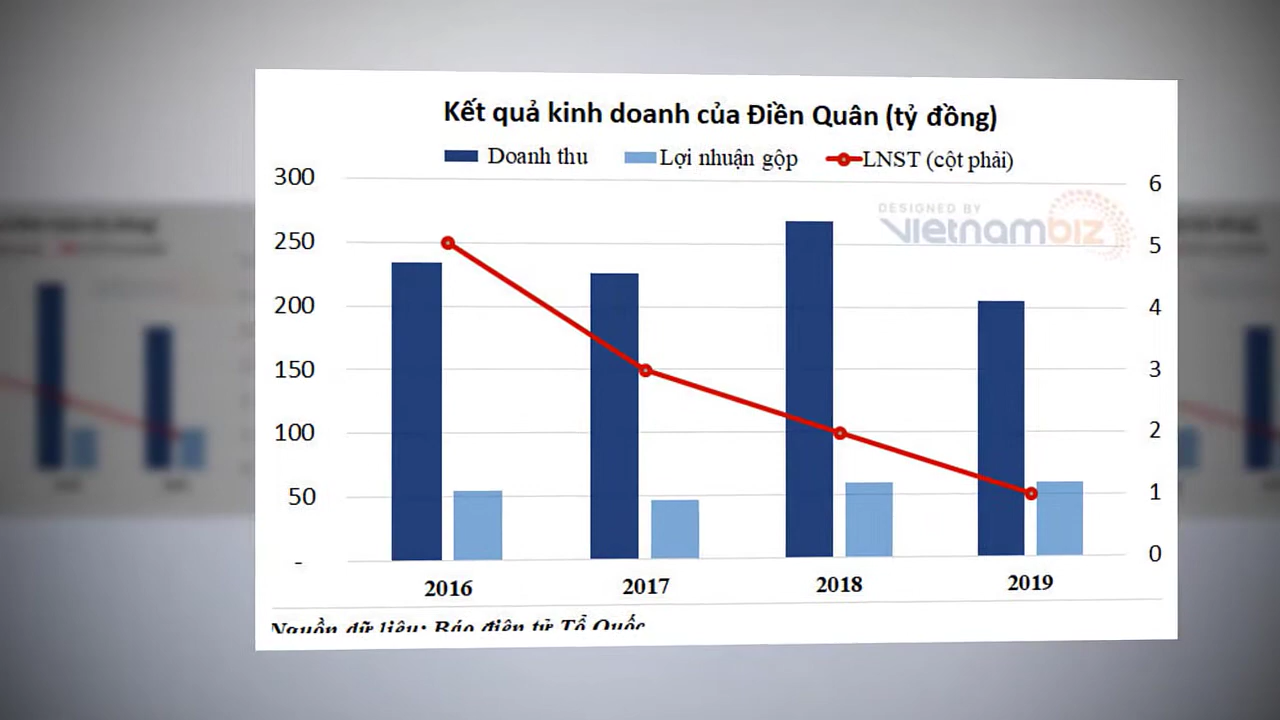 Kết quả kinh doanh của Điền Quân (tỷ đồng)
Doanh thu Lợi nhuận gộp LNST (cột phải)
300 6
DESIGNED BY
Vietnambiz
250 5
200 4
150 3
100 2
50 1
- 0
2016 2017 2018 2019
Nguồn dữ liệu: Báo điện tử Tổ Quốc